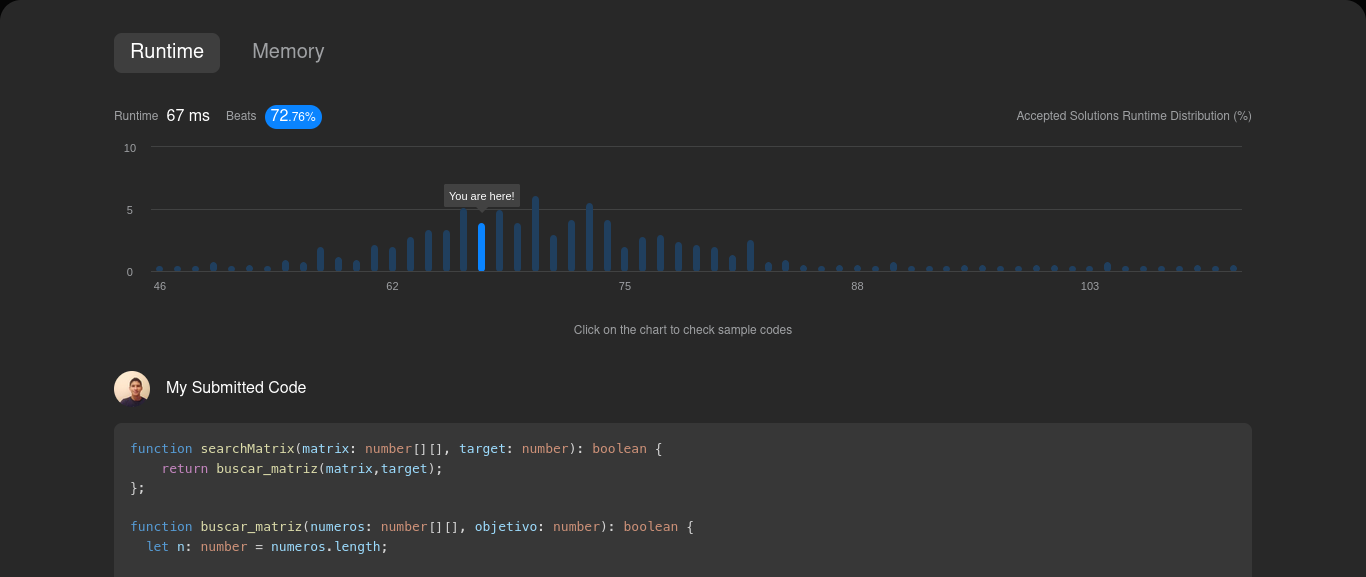 Runtime Memory
Runtime 67 ms Beats 72.76% Accepted Solutions Runtime Distribution (%)
10
You are here!
5
0
46 62 75 88 103
Click on the chart to check sample codes
My Submitted Code
function searchMatrix(matrix: number[][], target: number): boolean {
    return buscar_matriz(matrix,target);
};
function buscar_matriz(numeros: number[][], objetivo: number): boolean {
  let n: number = numeros.length;